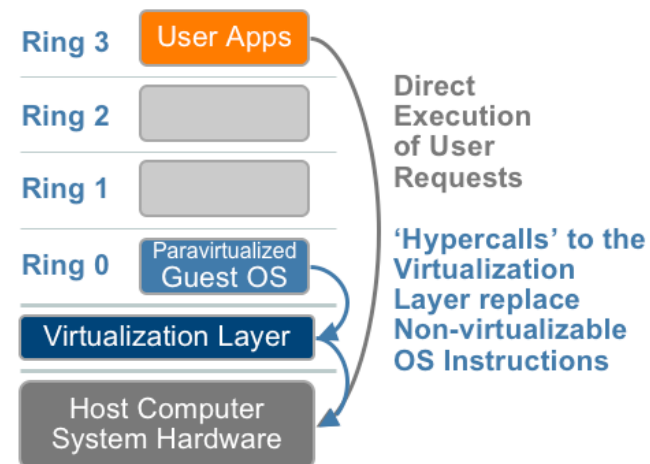 Ring 3
User Apps
Ring 2
Ring 1
Ring 0
Paravirtualized
Guest OS
Virtualization Layer
Host Computer
System Hardware
Direct
Execution
of User
Requests
‘Hypercalls’ to the
Virtualization
Layer replace
Non-virtualizable
OS Instructions